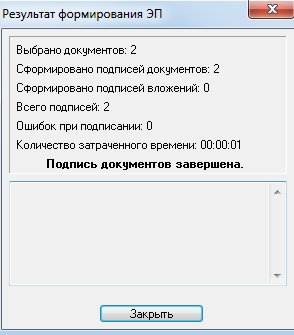 Результат формирования ЭП
Выбрано документов: 2
Сформировано подписей документов: 2
Сформировано подписей вложений: 0
Всего подписей: 2
Ошибок при подписании: 0
Количество затраченного времени: 00:00:01
Подпись документов завершена.
Закрыть